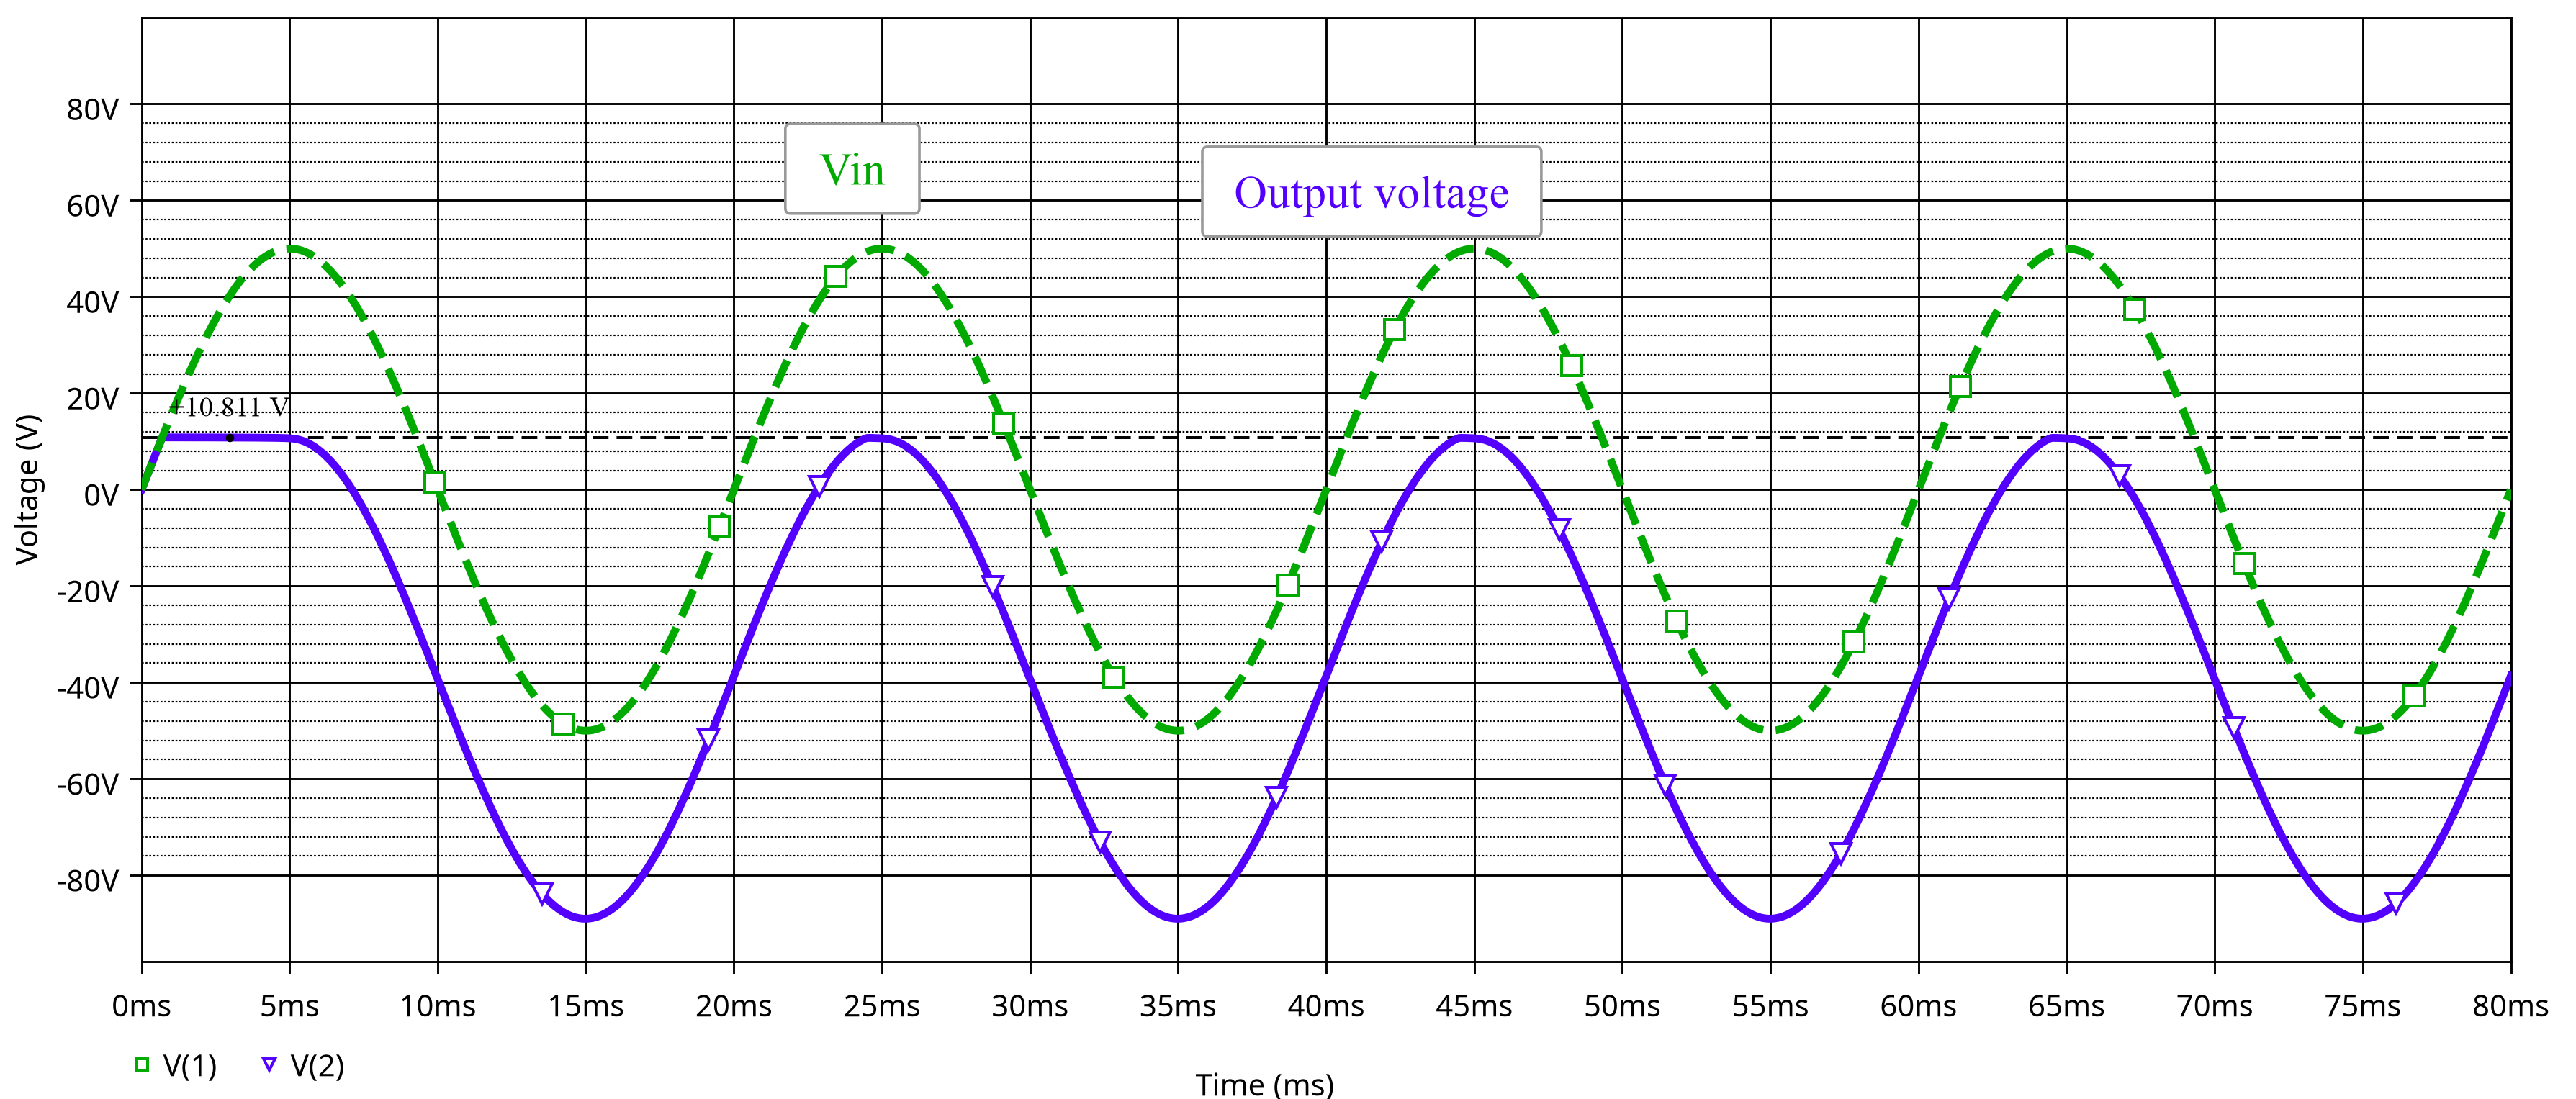 80V
60V
40V
20V
0V
-20V
-40V
-60V
-80V
Voltage (V)
Vin
Output voltage
+10.811 V
0ms 5ms 10ms 15ms 20ms 25ms 30ms 35ms 40ms 45ms 50ms 55ms 60ms 65ms 70ms 75ms 80ms
V(1) V(2)
Time (ms)